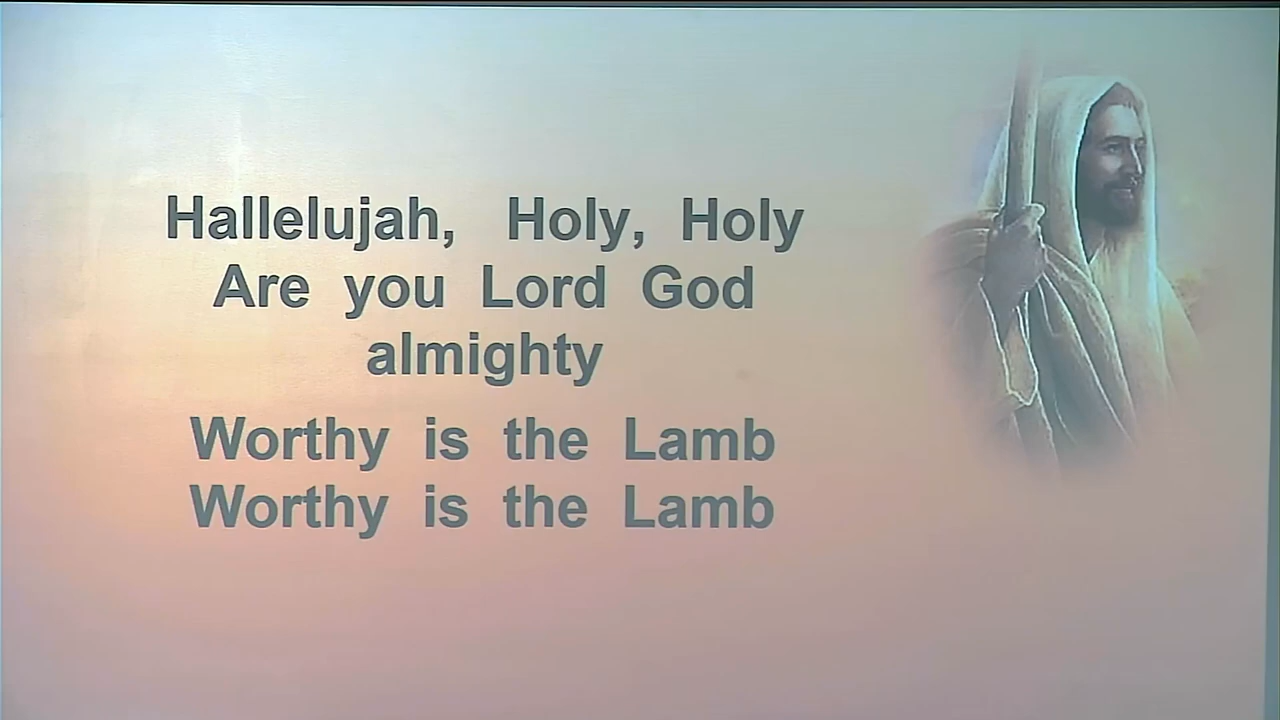 Hallelujah, Holy, Holy
Are you Lord God
almighty
Worthy is the Lamb
Worthy is the Lamb